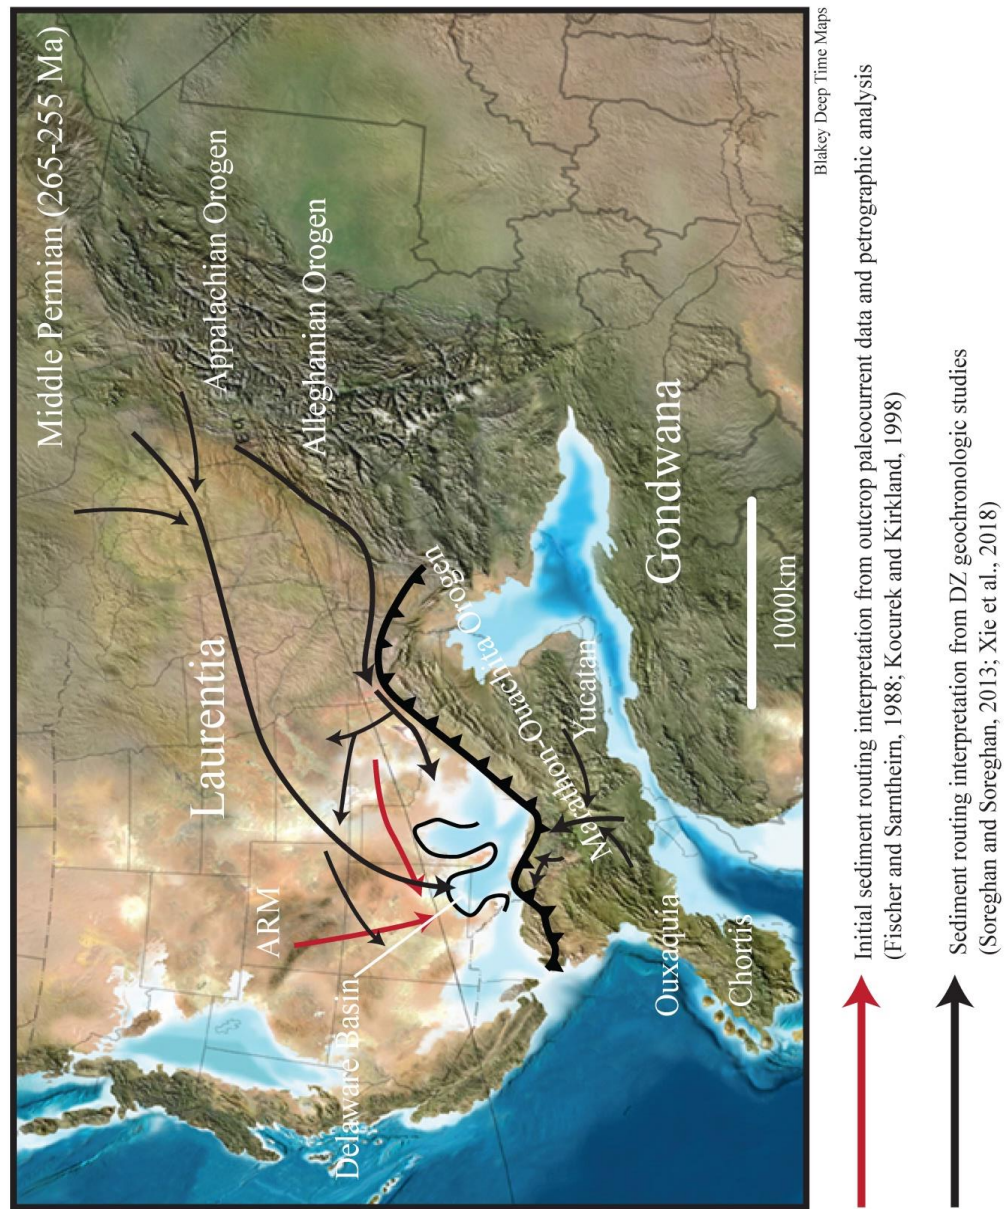 Middle Permian (265-255 Ma)
Appalachian Orogen
Alleghanian Orogen
Laurentia
ARM
Delaware Basin
Marathon-Ouachita Orogen
Yucatan
Gondwana
Ouxaquia
Chortis
1000km
Blakey Deep Time Maps
Initial sediment routing interpretation from outcrop paleocurrent data and petrographic analysis
(Fischer and Sarnthein, 1988; Kocurek and Kirkland, 1998)
Sediment routing interpretation from DZ geochronologic studies
(Soreghan and Soreghan, 2013; Xie et al., 2018)